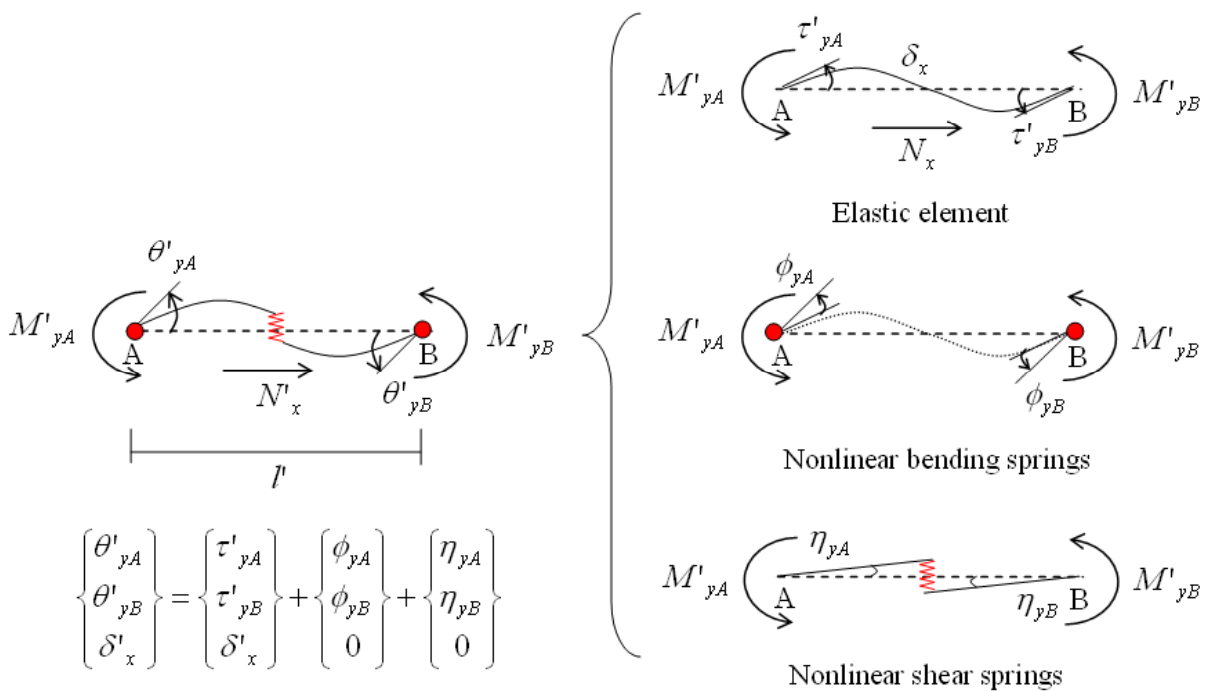 θ'yA
M'yA
A
B
M'yB
N'x
θ'yB
l'
{θ'yA θ'yB δ'x} = {τ'yA τ'yB δ'x} + {ϕyA ϕyB 0} + {ηyA ηyB 0}
τ'yA
δx
M'yA
A
B
M'yB
Nx
τ'yB
Elastic element
ϕyA
M'yA
A
B
M'yB
ϕyB
Nonlinear bending springs
ηyA
M'yA
A
ηyB
B
M'yB
Nonlinear shear springs